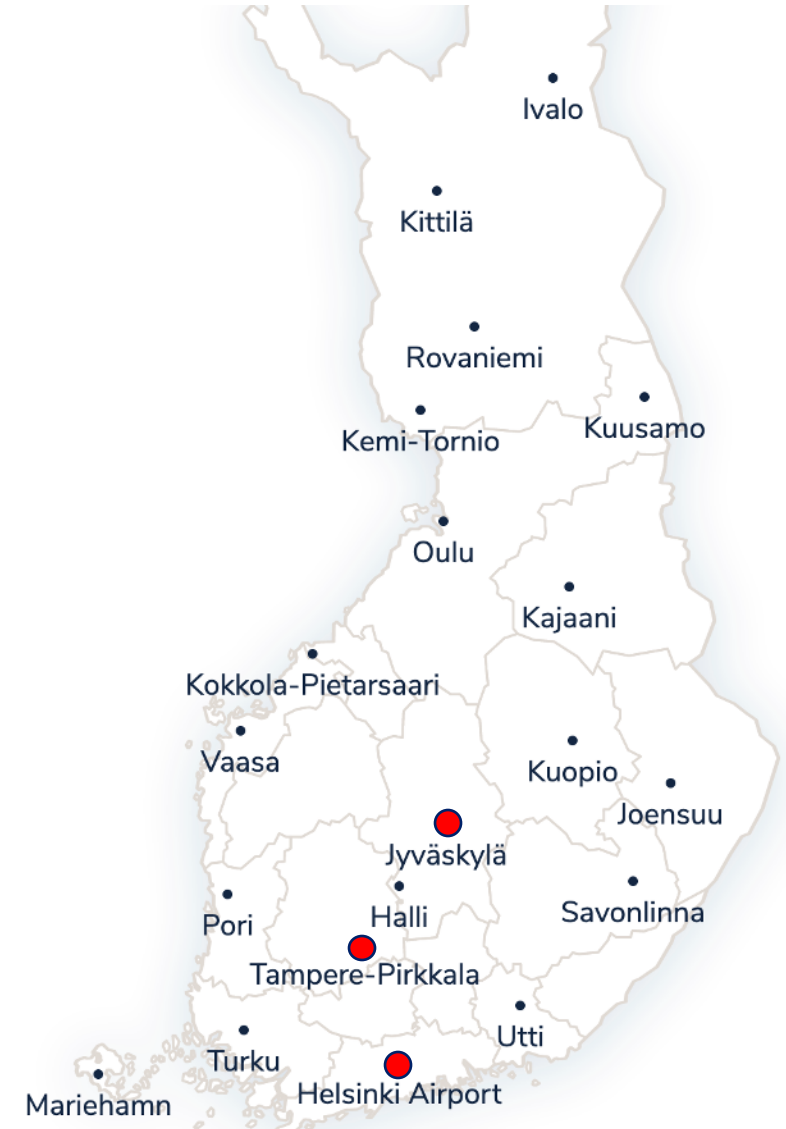 Ivalo
Kittilä
Rovaniemi
Kuusamo
Kemi-Tornio
Oulu
Kajaani
Kokkola-Pietarsaari
Vaasa
Kuopio
Joensuu
Jyväskylä
Savonlinna
Halli
Pori
Tampere-Pirkkala
Utti
Turku
Helsinki Airport
Mariehamn